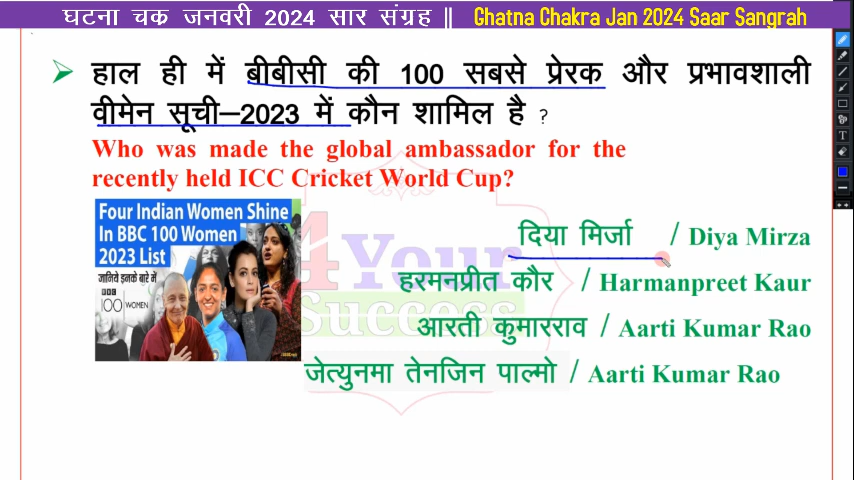 घटना चक्र जनवरी 2024 सार संग्रह || Ghatna Chakra Jan 2024 Saar Sangrah
हाल ही में बीबीसी की 100 सबसे प्रेरक और प्रभावशाली
वीमेन सूची–2023 में कौन शामिल है ?
Who was made the global ambassador for the
recently held ICC Cricket World Cup?
Four Indian Women Shine
In BBC 100 Women
2023 List
जानिये इनके बारे में
BBC
100 WOMEN
4 Your
Success
दिया मिर्जा / Diya Mirza
हरमनप्रीत कौर / Harmanpreet Kaur
आरती कुमारराव / Aarti Kumar Rao
जेत्युनमा तेनजिन पाल्मो / Aarti Kumar Rao